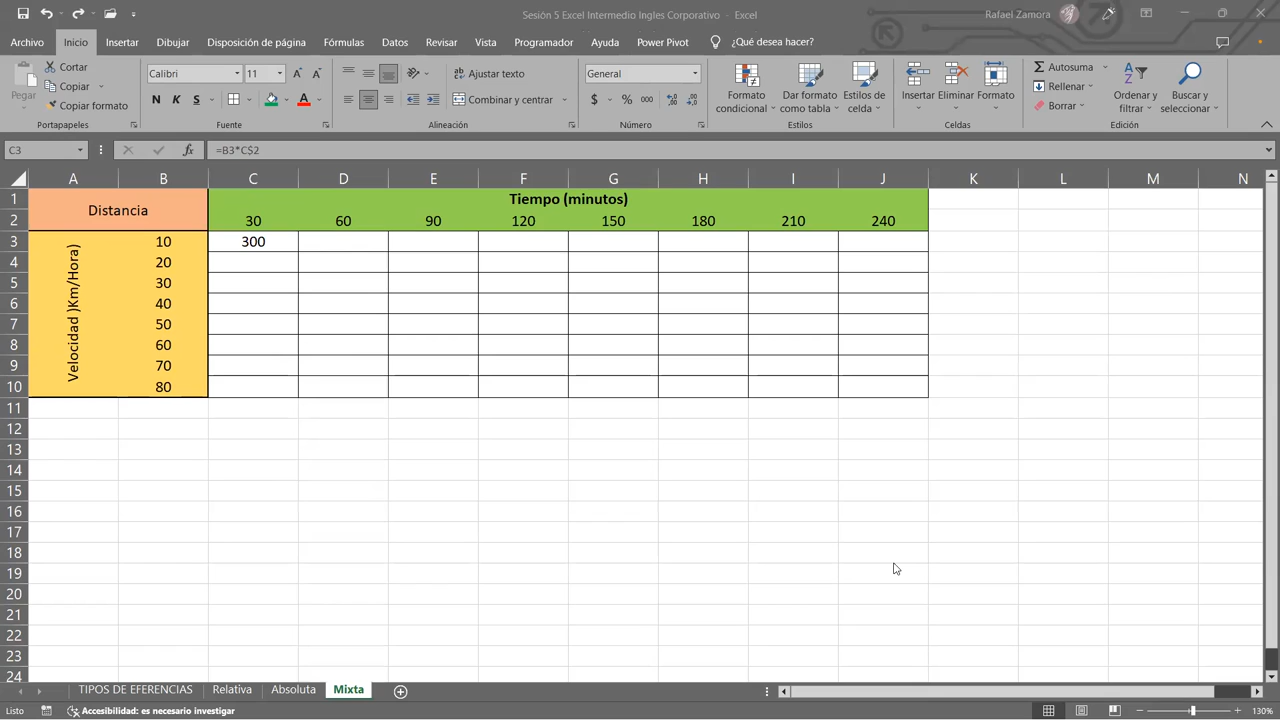 Sesión 5 Excel Intermedio Ingles Corporativo - Excel
Rafael Zamora
Archivo Inicio Insertar Dibujar Disposición de página Fórmulas Datos Revisar Vista Programador Ayuda Power Pivot ¿Qué desea hacer?
Pegar
Cortar
Copiar
Copiar formato
Portapapeles
Calibri 11
N K S
Fuente
Ajustar texto
Combinar y centrar
Alineación
General
$ % 000
Número
Formato condicional
Dar formato como tabla
Estilos de celda
Estilos
Insertar Eliminar Formato
Celdas
Autosuma
Rellenar
Borrar
Ordenar y filtrar
Buscar y seleccionar
Edición
C3 fx =B3*C$2
A B C D E F G H I J K L M N
1 Distancia Tiempo (minutos)
2 30 60 90 120 150 180 210 240
Velocidad )Km/Hora)
3 10 300
4 20
5 30
6 40
7 50
8 60
9 70
10 80
11
12
13
14
15
16
17
18
19
20
21
22
23
24
TIPOS DE EFERENCIAS Relativa Absoluta Mixta
Listo Accesibilidad: es necesario investigar 130%